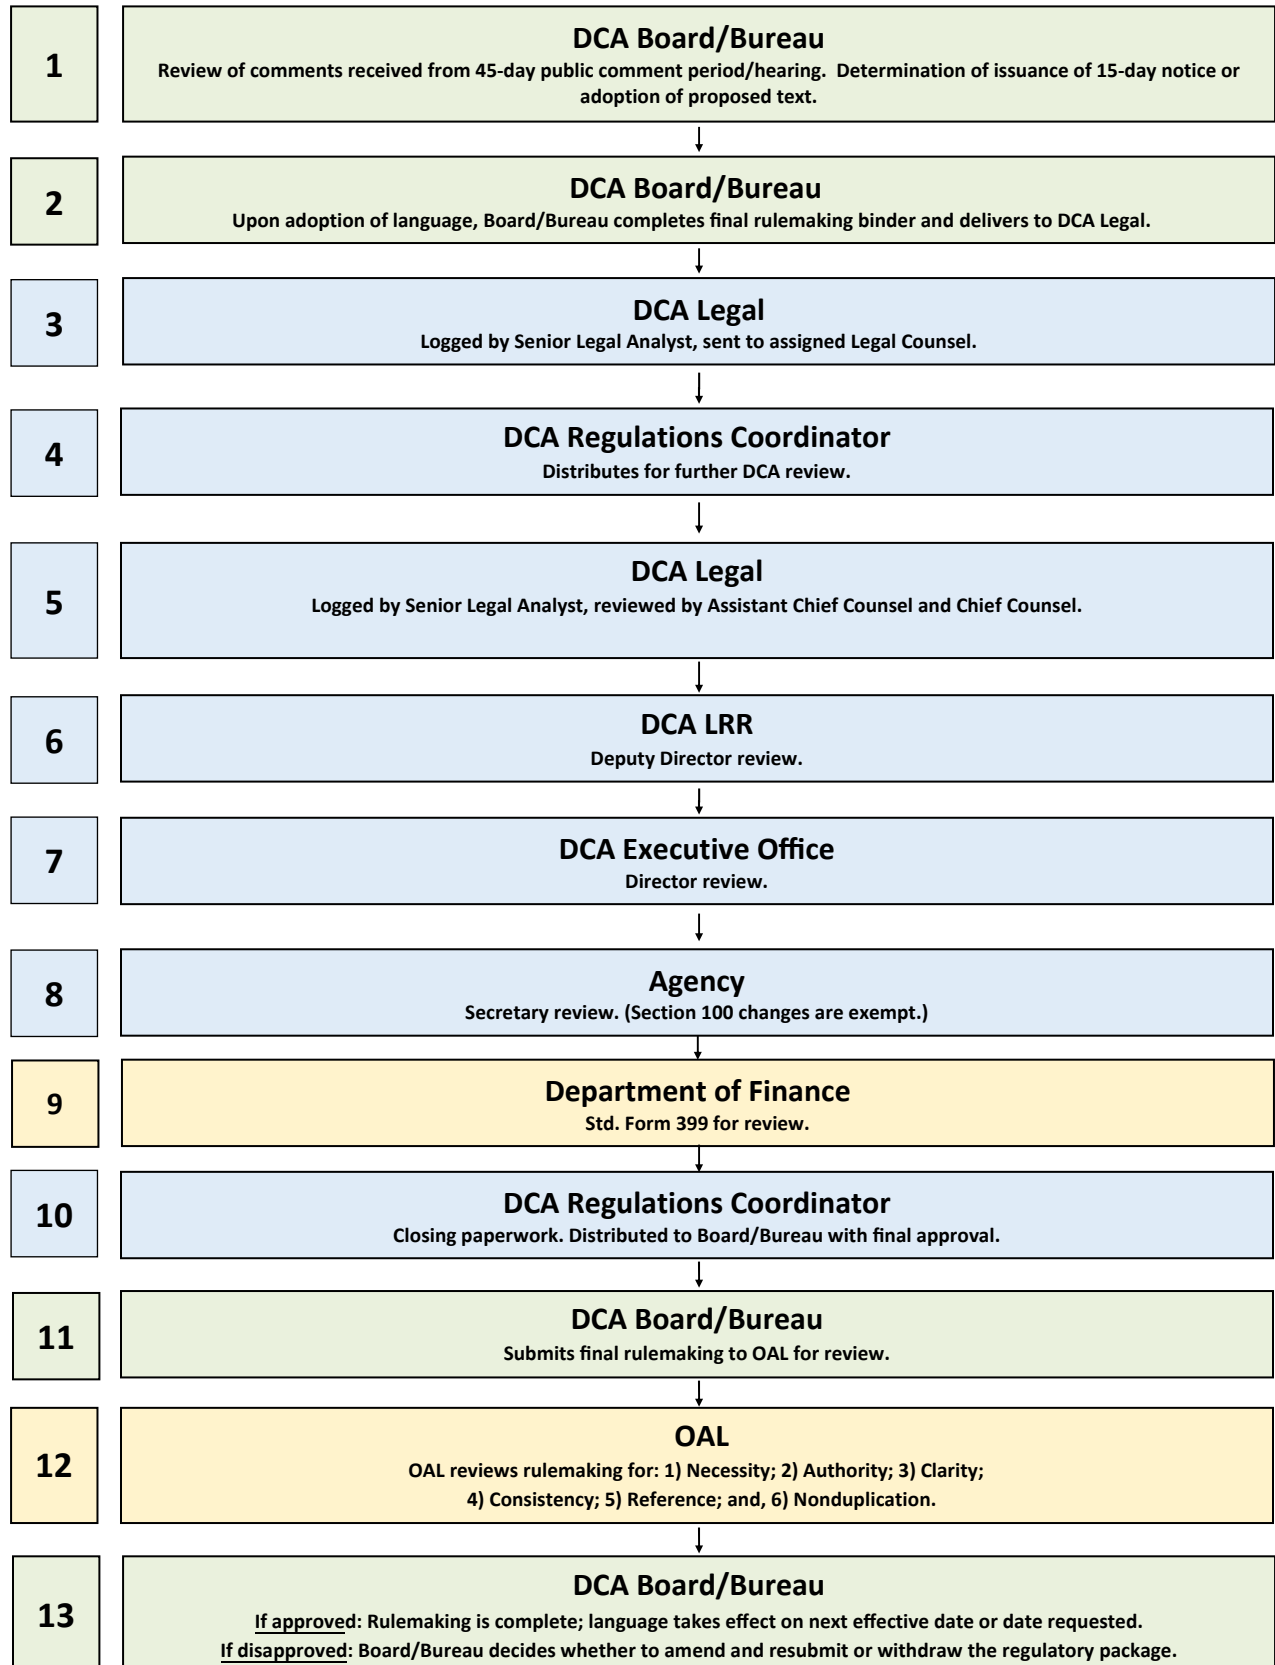 1
DCA Board/Bureau
Review of comments received from 45-day public comment period/hearing.  Determination of issuance of 15-day notice or
adoption of proposed text.
2
DCA Board/Bureau
Upon adoption of language, Board/Bureau completes final rulemaking binder and delivers to DCA Legal.
3
DCA Legal
Logged by Senior Legal Analyst, sent to assigned Legal Counsel.
4
DCA Regulations Coordinator
Distributes for further DCA review.
5
DCA Legal
Logged by Senior Legal Analyst, reviewed by Assistant Chief Counsel and Chief Counsel.
6
DCA LRR
Deputy Director review.
7
DCA Executive Office
Director review.
8
Agency
Secretary review. (Section 100 changes are exempt.)
9
Department of Finance
Std. Form 399 for review.
10
DCA Regulations Coordinator
Closing paperwork. Distributed to Board/Bureau with final approval.
11
DCA Board/Bureau
Submits final rulemaking to OAL for review.
12
OAL
OAL reviews rulemaking for: 1) Necessity; 2) Authority; 3) Clarity;
4) Consistency; 5) Reference; and, 6) Nonduplication.
13
DCA Board/Bureau
If approved: Rulemaking is complete; language takes effect on next effective date or date requested.
If disapproved: Board/Bureau decides whether to amend and resubmit or withdraw the regulatory package.